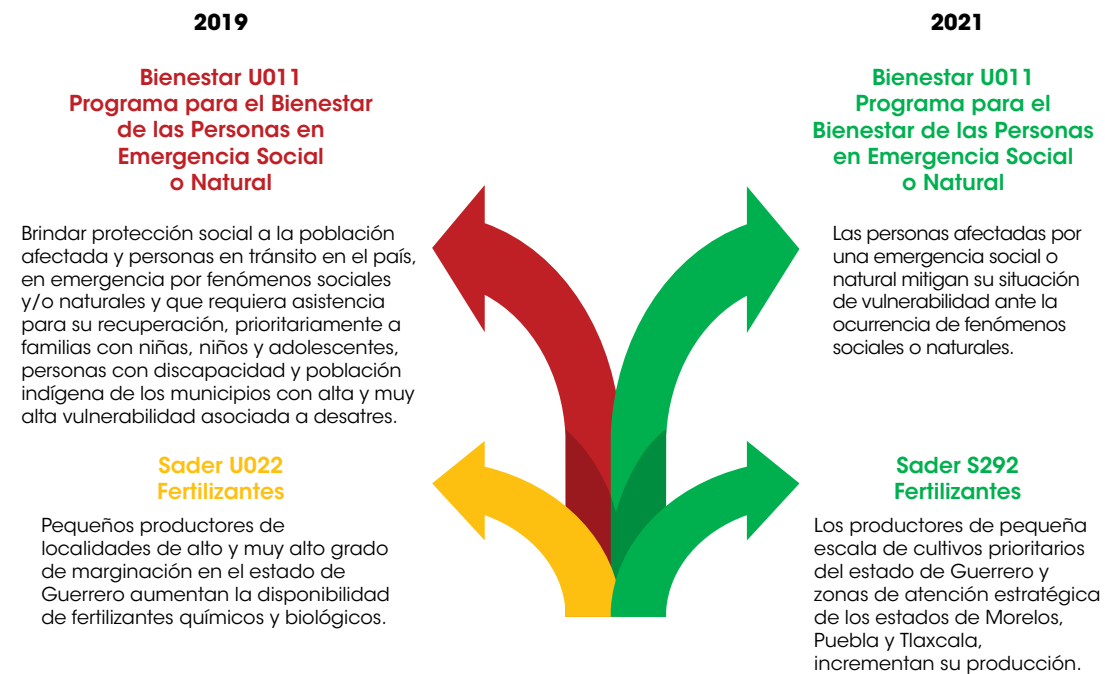 2019
Bienestar U011
Programa para el Bienestar
de las Personas en
Emergencia Social
o Natural
Brindar protección social a la población
afectada y personas en tránsito en el país,
en emergencia por fenómenos sociales
y/o naturales y que requiera asistencia
para su recuperación, prioritariamente a
familias con niñas, niños y adolescentes,
personas con discapacidad y población
indígena de los municipios con alta y muy
alta vulnerabilidad asociada a desatres.
Sader U022
Fertilizantes
Pequeños productores de
localidades de alto y muy alto grado
de marginación en el estado de
Guerrero aumentan la disponibilidad
de fertilizantes químicos y biológicos.
2021
Bienestar U011
Programa para el
Bienestar de las Personas
en Emergencia Social
o Natural
Las personas afectadas por
una emergencia social o
natural mitigan su situación
de vulnerabilidad ante la
ocurrencia de fenómenos
sociales o naturales.
Sader S292
Fertilizantes
Los productores de pequeña
escala de cultivos prioritarios
del estado de Guerrero y
zonas de atención estratégica
de los estados de Morelos,
Puebla y Tlaxcala,
incrementan su producción.